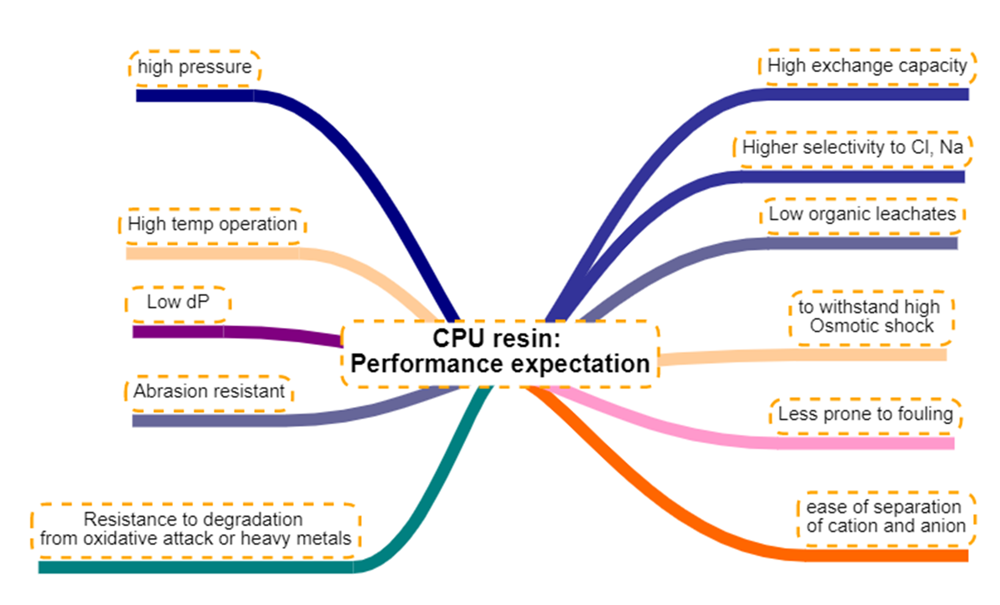 high pressure
High temp operation
Low dP
Abrasion resistant
Resistance to degradation
from oxidative attack or heavy metals
CPU resin:
Performance expectation
High exchange capacity
Higher selectivity to Cl, Na
Low organic leachates
to withstand high
Osmotic shock
Less prone to fouling
ease of separation
of cation and anion